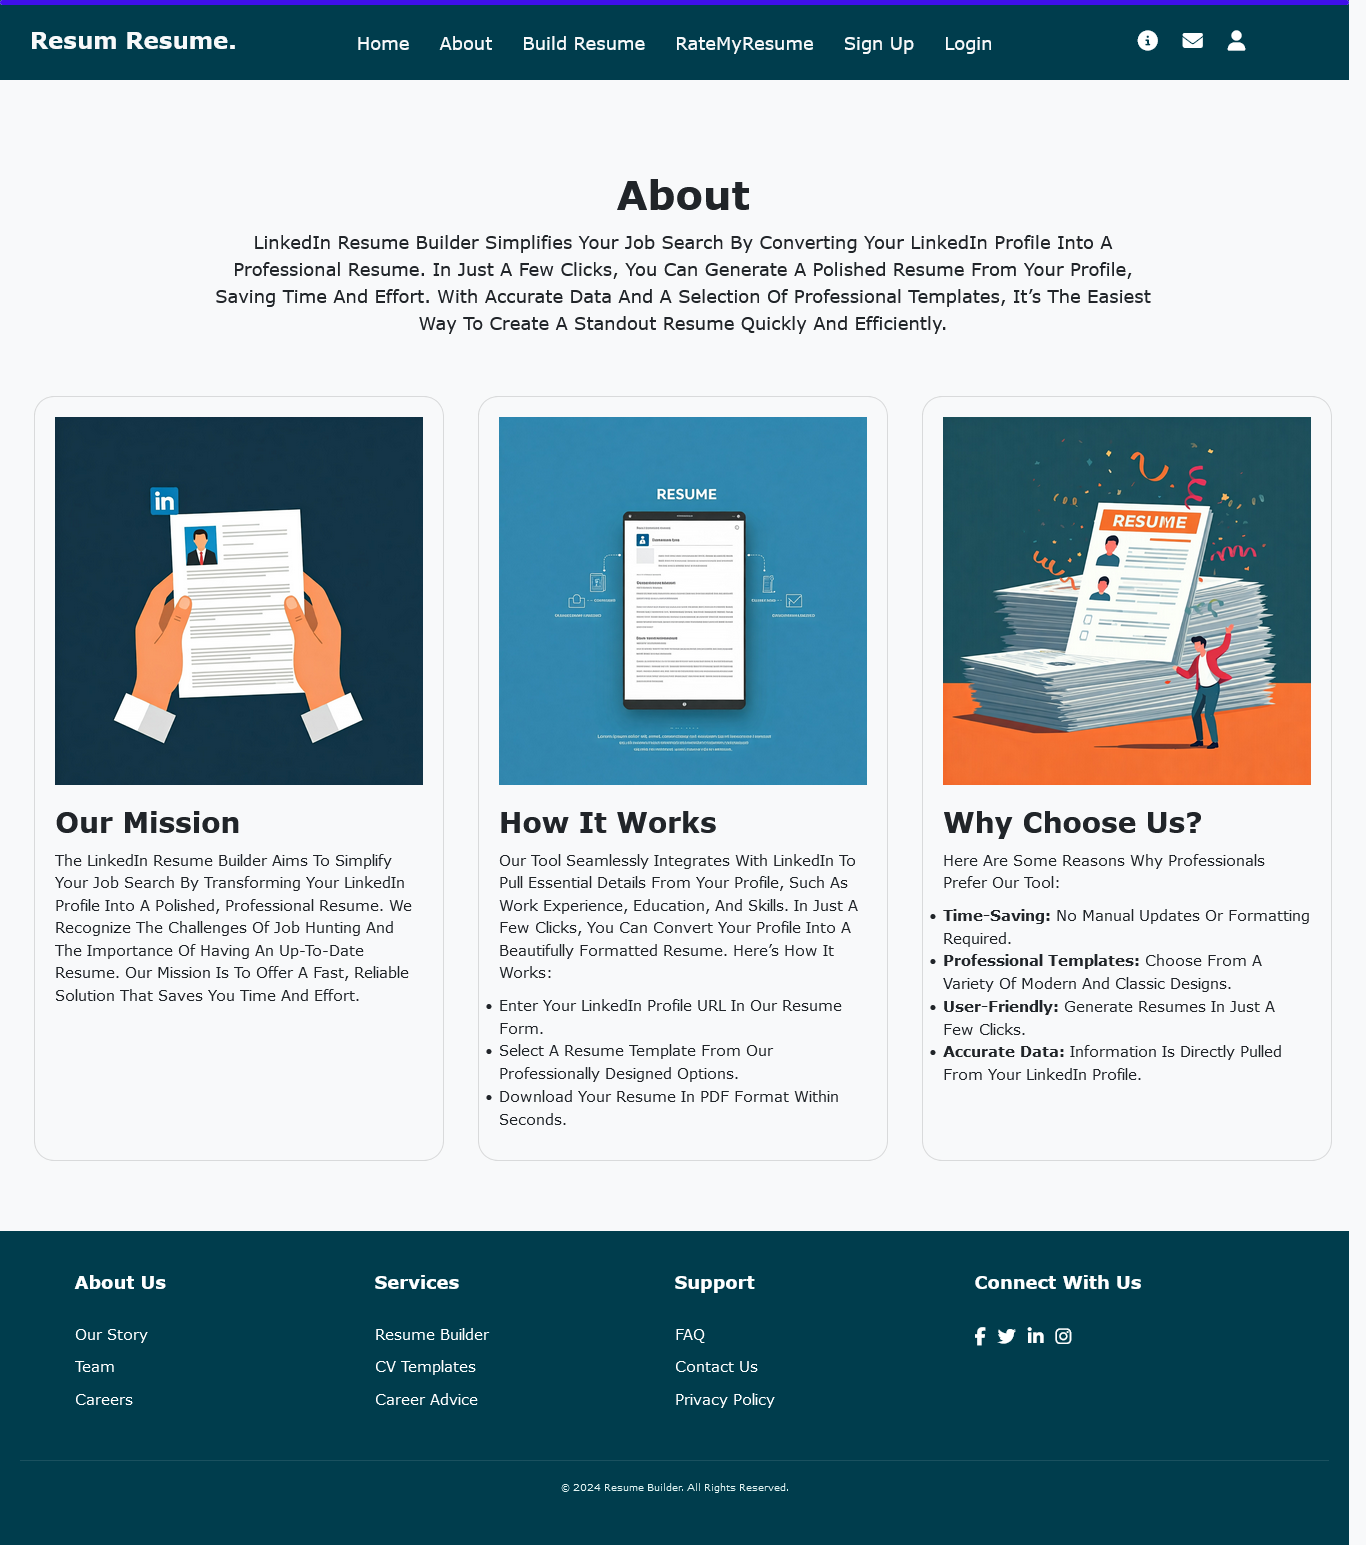 Resum Resume.
Home About Build Resume RateMyResume Sign Up Login
About
LinkedIn Resume Builder Simplifies Your Job Search By Converting Your LinkedIn Profile Into A
Professional Resume. In Just A Few Clicks, You Can Generate A Polished Resume From Your Profile,
Saving Time And Effort. With Accurate Data And A Selection Of Professional Templates, It’s The Easiest
Way To Create A Standout Resume Quickly And Efficiently.
in
Our Mission
The LinkedIn Resume Builder Aims To Simplify
Your Job Search By Transforming Your LinkedIn
Profile Into A Polished, Professional Resume. We
Recognize The Challenges Of Job Hunting And
The Importance Of Having An Up-To-Date
Resume. Our Mission Is To Offer A Fast, Reliable
Solution That Saves You Time And Effort.
RESUME
How It Works
Our Tool Seamlessly Integrates With LinkedIn To
Pull Essential Details From Your Profile, Such As
Work Experience, Education, And Skills. In Just A
Few Clicks, You Can Convert Your Profile Into A
Beautifully Formatted Resume. Here’s How It
Works:
• Enter Your LinkedIn Profile URL In Our Resume
Form.
• Select A Resume Template From Our
Professionally Designed Options.
• Download Your Resume In PDF Format Within
Seconds.
RESUME
Why Choose Us?
Here Are Some Reasons Why Professionals
Prefer Our Tool:
• Time-Saving: No Manual Updates Or Formatting
Required.
• Professional Templates: Choose From A
Variety Of Modern And Classic Designs.
• User-Friendly: Generate Resumes In Just A
Few Clicks.
• Accurate Data: Information Is Directly Pulled
From Your LinkedIn Profile.
About Us
Our Story
Team
Careers
Services
Resume Builder
CV Templates
Career Advice
Support
FAQ
Contact Us
Privacy Policy
Connect With Us
© 2024 Resume Builder. All Rights Reserved.